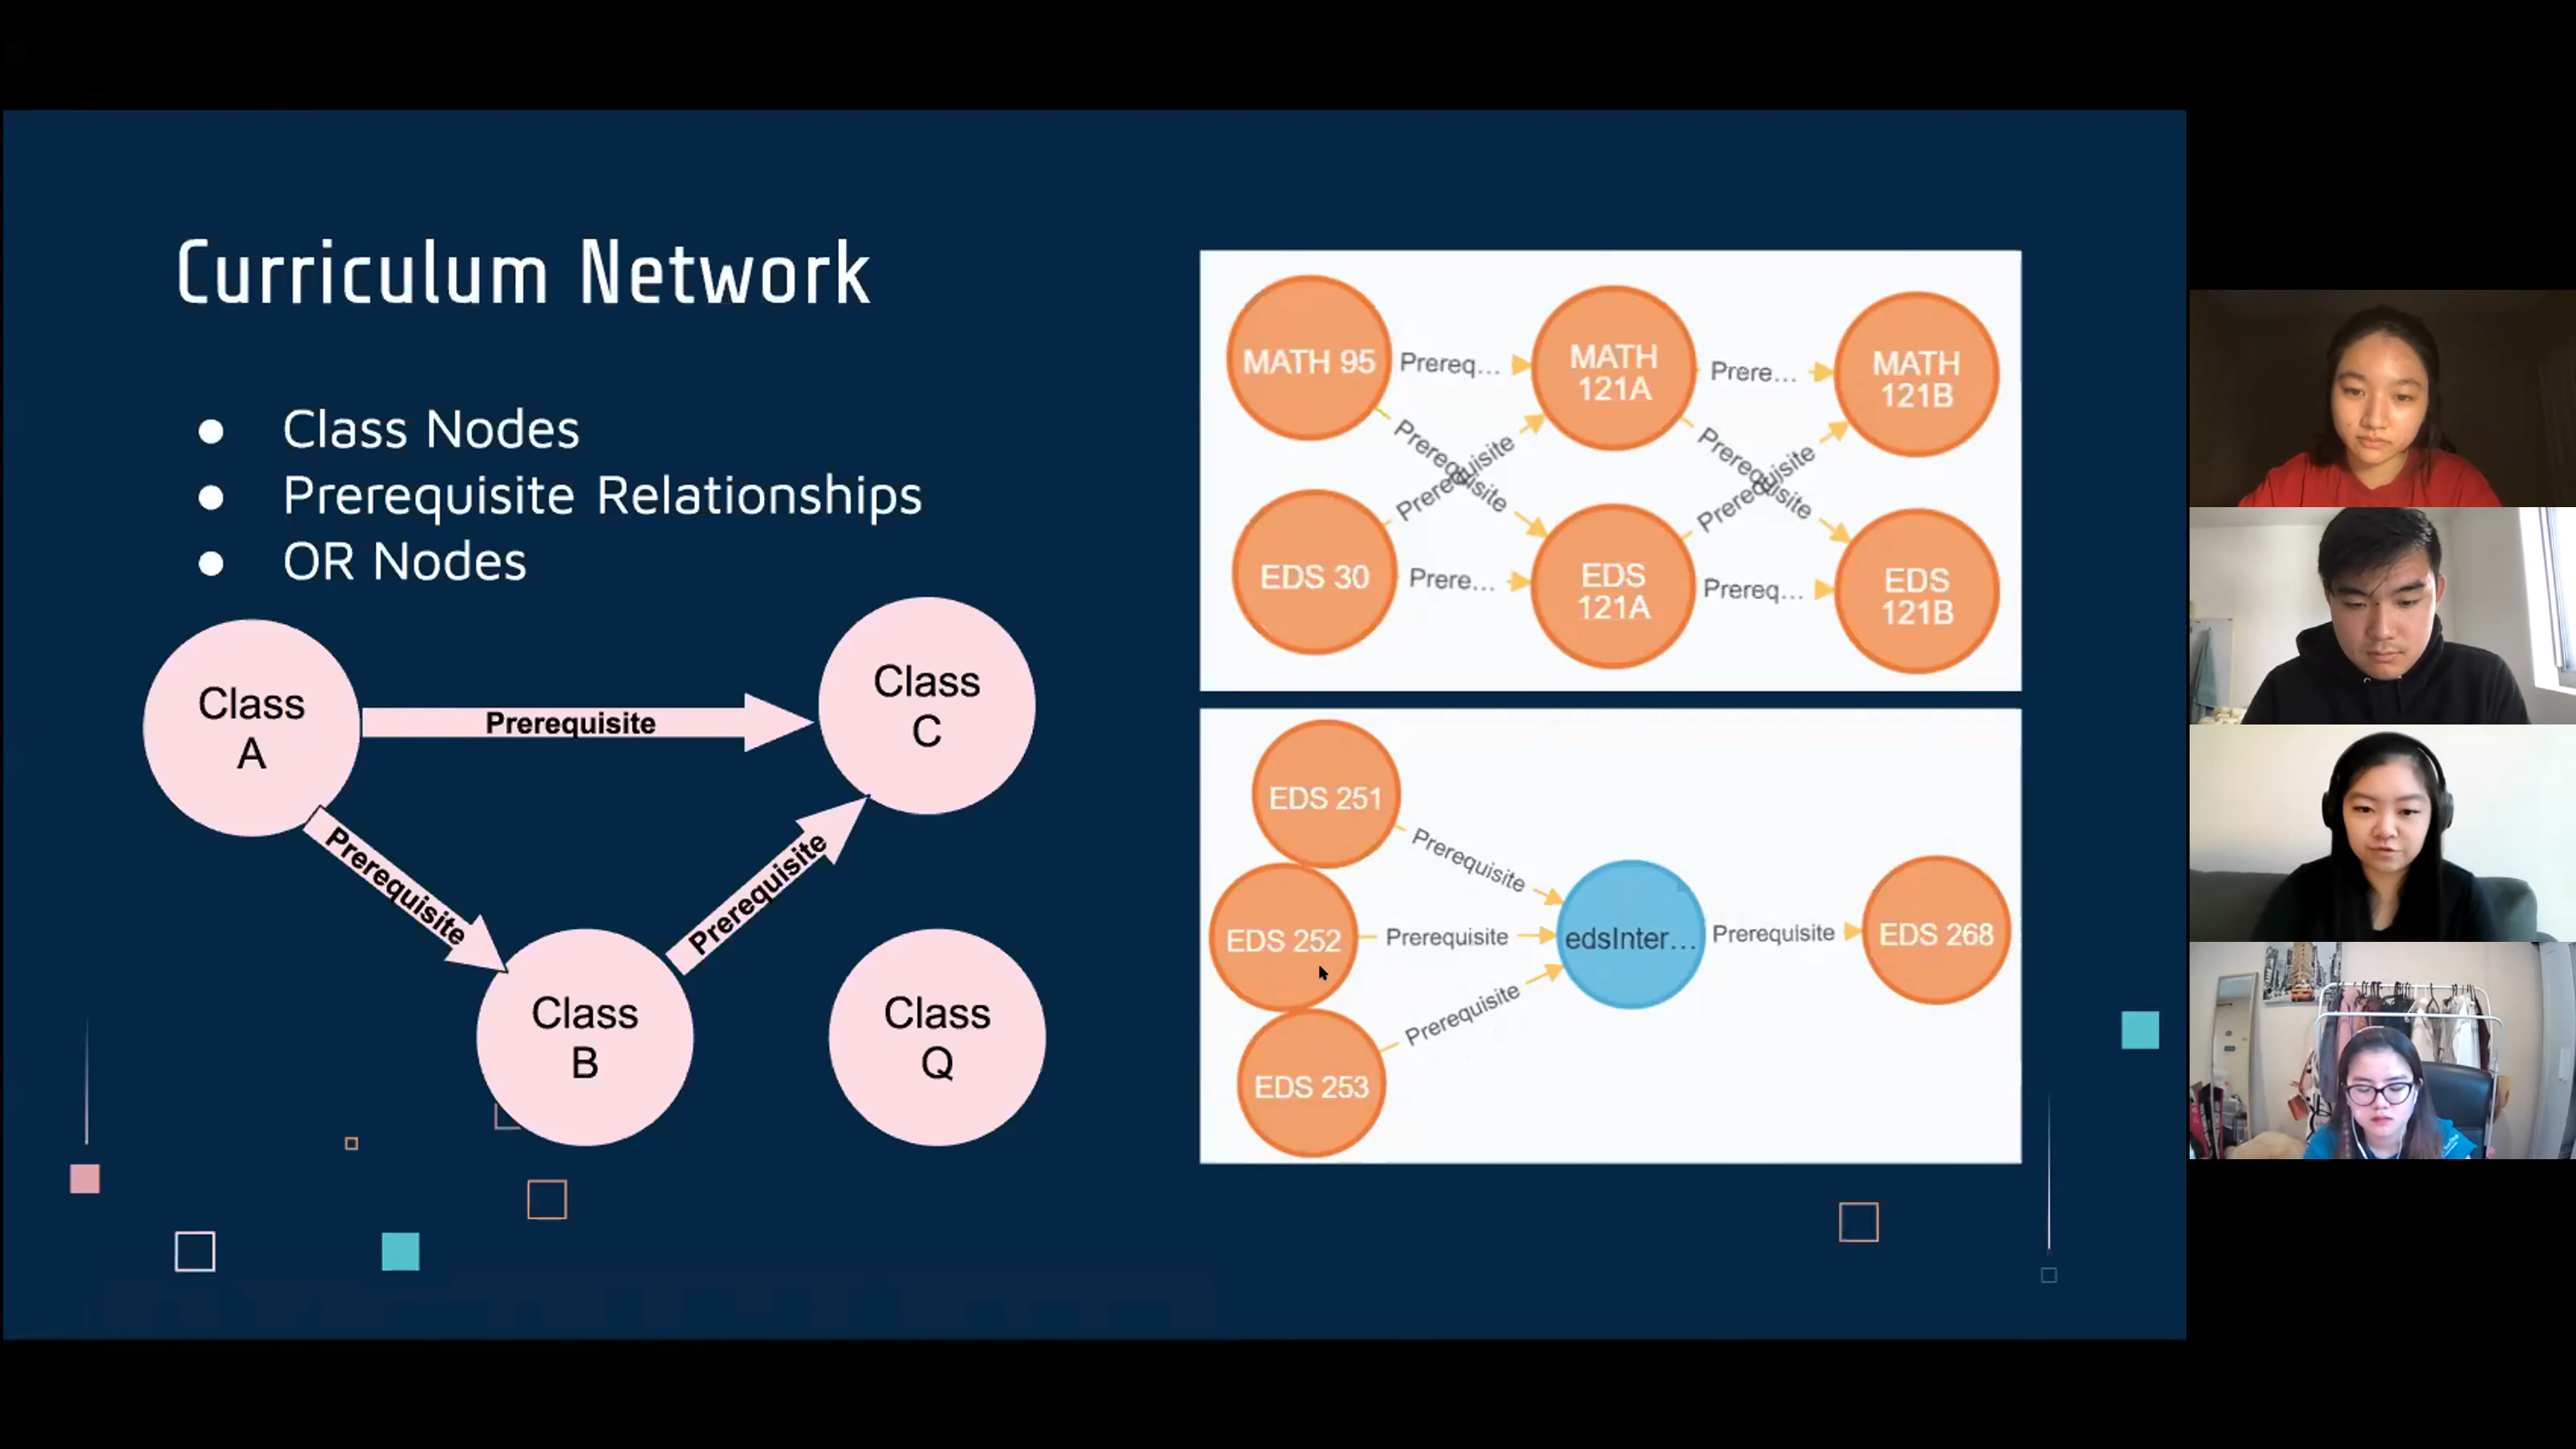 Curriculum Network
Class Nodes
Prerequisite Relationships
OR Nodes
Class
A
Prerequisite
Class
C
Prerequisite
Prerequisite
Class
B
Class
Q
MATH 95
Prereq...
MATH
121A
Prere...
MATH
121B
Prerequisite
Prerequisite
Prerequisite
Prerequisite
EDS 30
Prere...
EDS
121A
Prereq...
EDS
121B
EDS 251
Prerequisite
EDS 252
Prerequisite
edsInter...
Prerequisite
EDS 268
Prerequisite
EDS 253